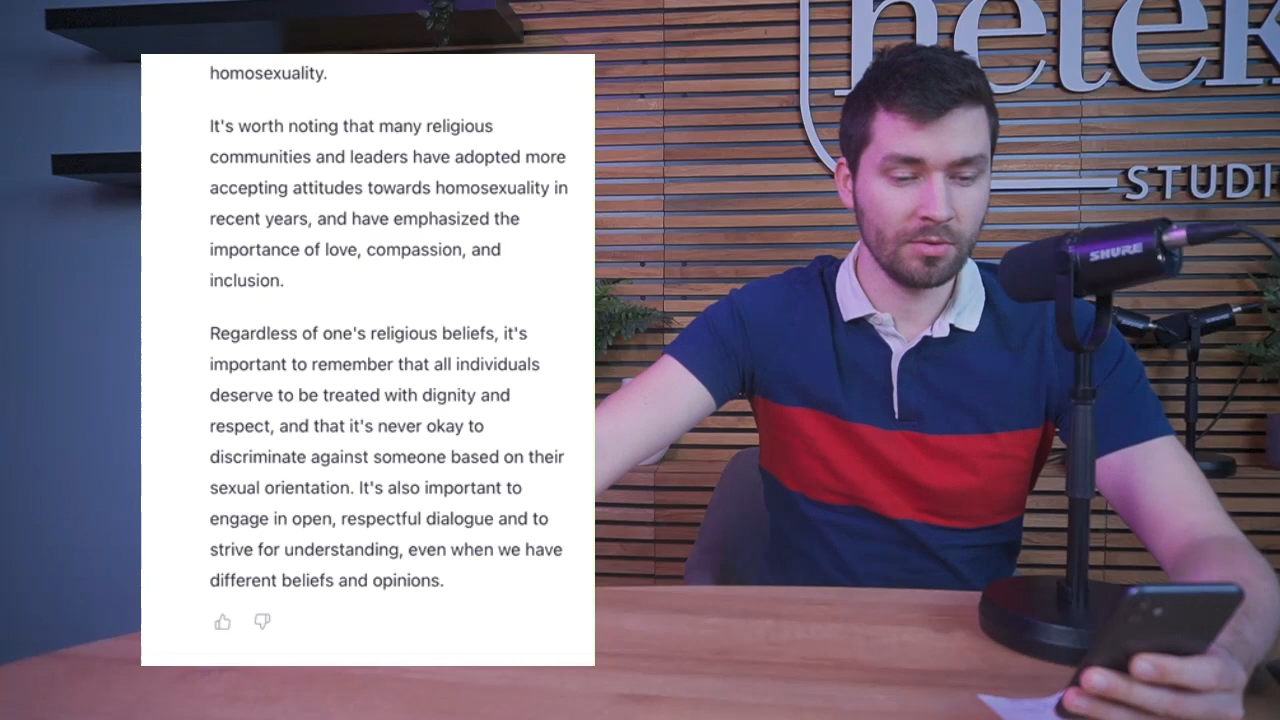 homosexuality.
It's worth noting that many religious
communities and leaders have adopted more
accepting attitudes towards homosexuality in
recent years, and have emphasized the
importance of love, compassion, and
inclusion.
Regardless of one's religious beliefs, it's
important to remember that all individuals
deserve to be treated with dignity and
respect, and that it's never okay to
discriminate against someone based on their
sexual orientation. It's also important to
engage in open, respectful dialogue and to
strive for understanding, even when we have
different beliefs and opinions.
SHURE